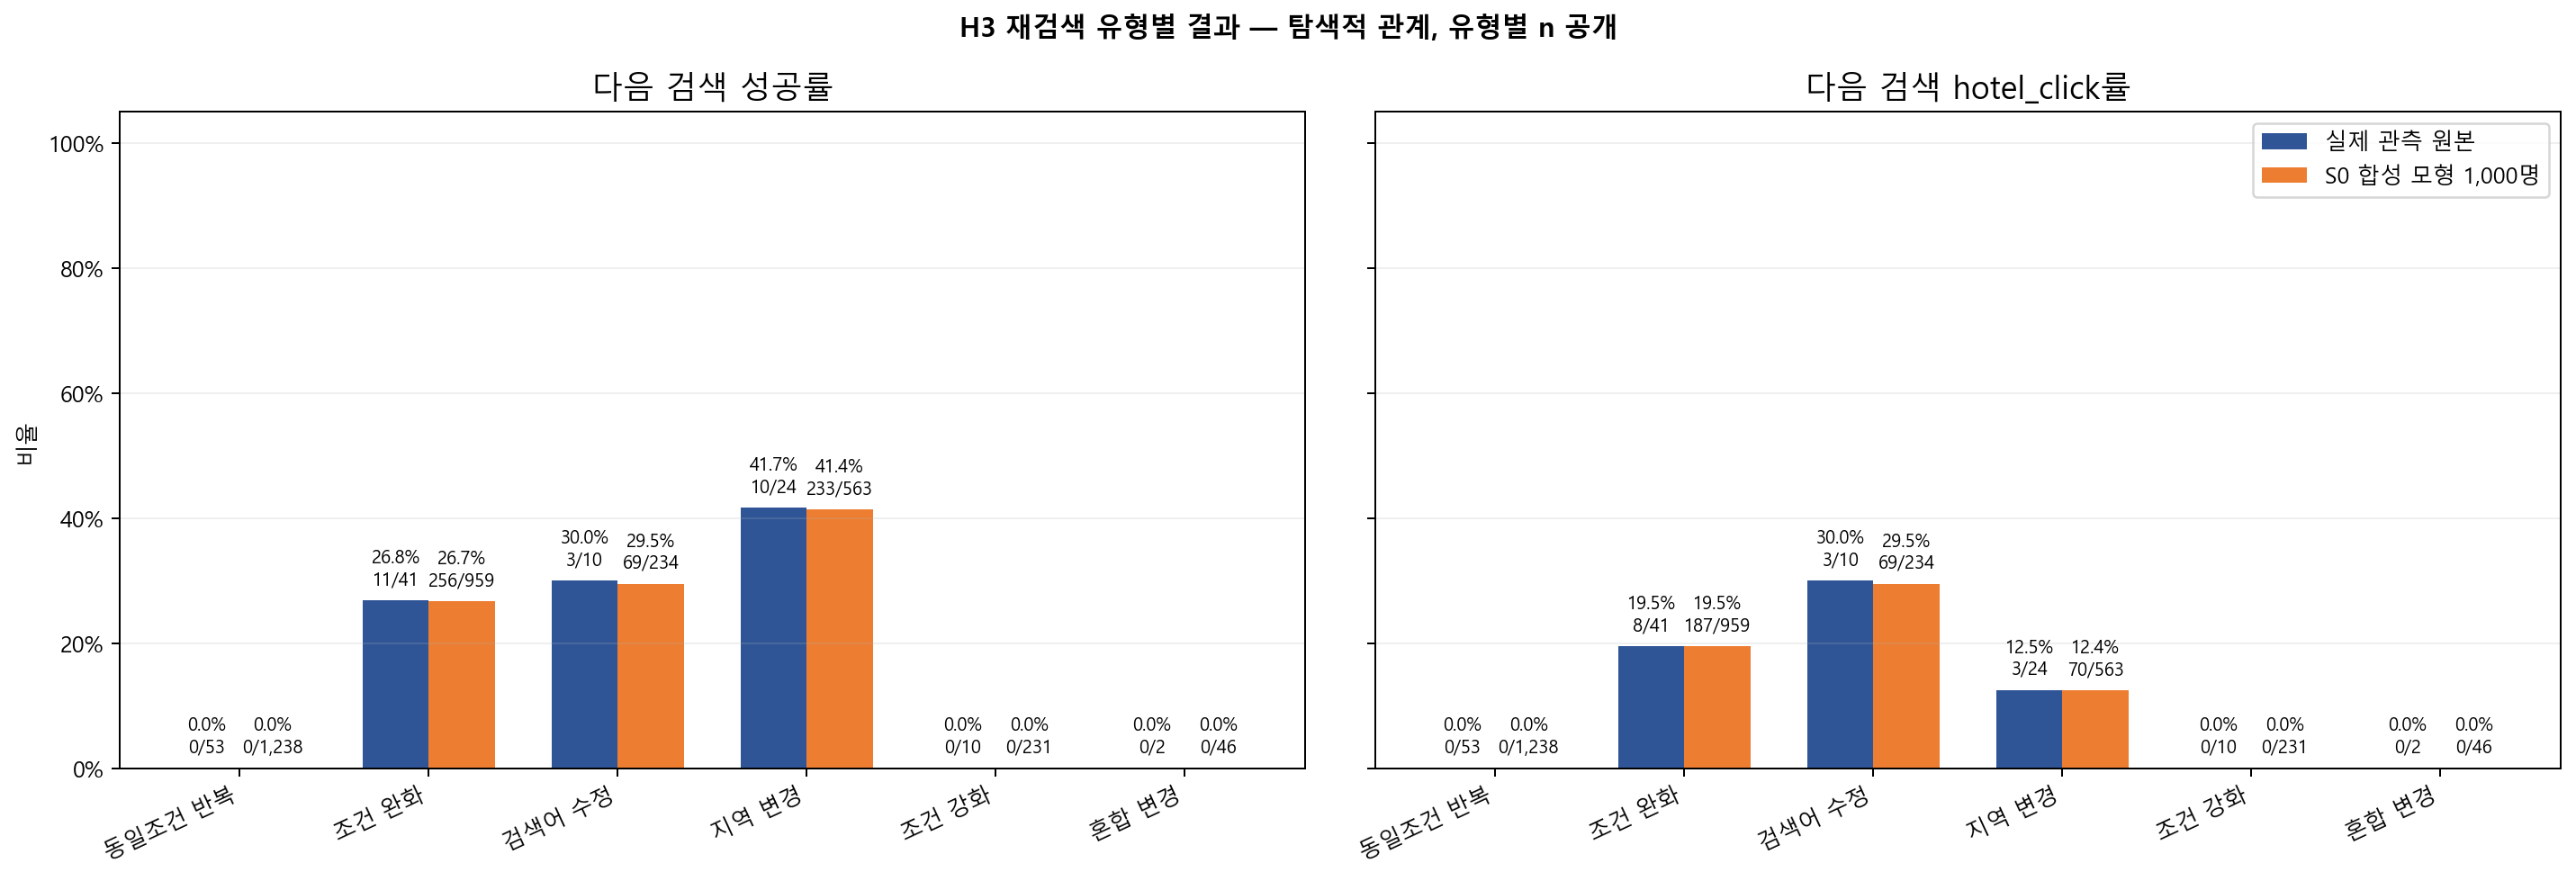 H3 재검색 유형별 결과 — 탐색적 관계, 유형별 n 공개
다음 검색 성공률
비율
100%
80%
60%
40%
20%
0%
0.0% 0.0%
0/53 0/1,238
26.8% 26.7%
11/41 256/959
30.0% 29.5%
3/10 69/234
41.7% 41.4%
10/24 233/563
0.0% 0.0%
0/10 0/231
0.0% 0.0%
0/2 0/46
동일조건 반복
조건 완화
검색어 수정
지역 변경
조건 강화
혼합 변경
다음 검색 hotel_click률
실제 관측 원본
S0 합성 모형 1,000명
0.0% 0.0%
0/53 0/1,238
19.5% 19.5%
8/41 187/959
30.0% 29.5%
3/10 69/234
12.5% 12.4%
3/24 70/563
0.0% 0.0%
0/10 0/231
0.0% 0.0%
0/2 0/46
동일조건 반복
조건 완화
검색어 수정
지역 변경
조건 강화
혼합 변경